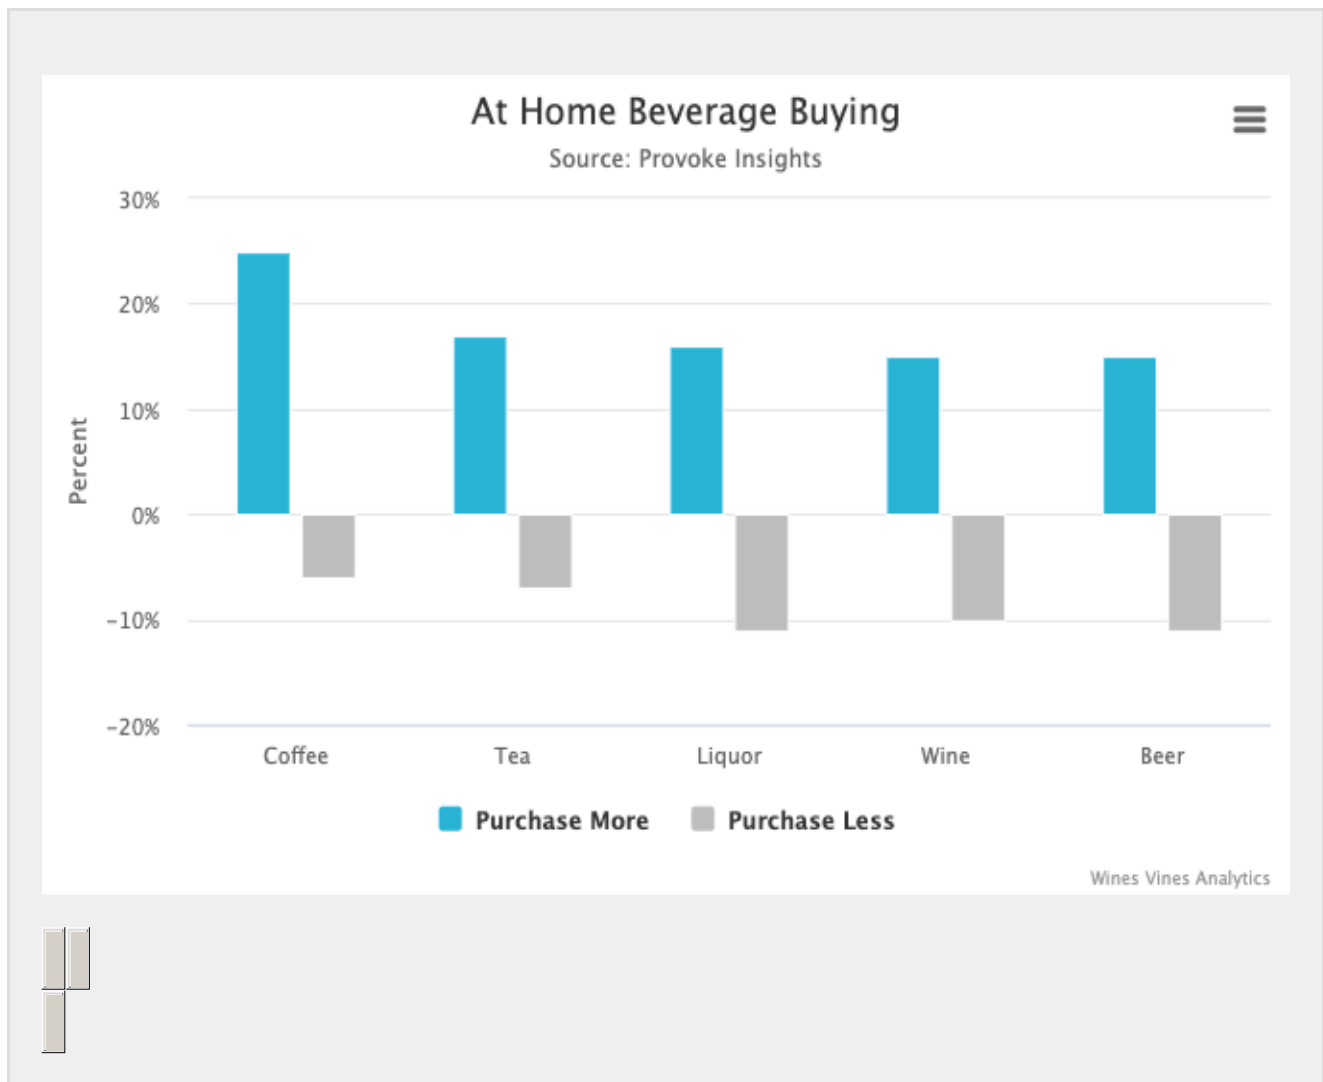 At Home Beverage Buying
Source: Provoke Insights
Percent
30%
20%
10%
0%
-10%
-20%
Coffee Tea Liquor Wine Beer
Purchase More Purchase Less
Wines Vines Analytics